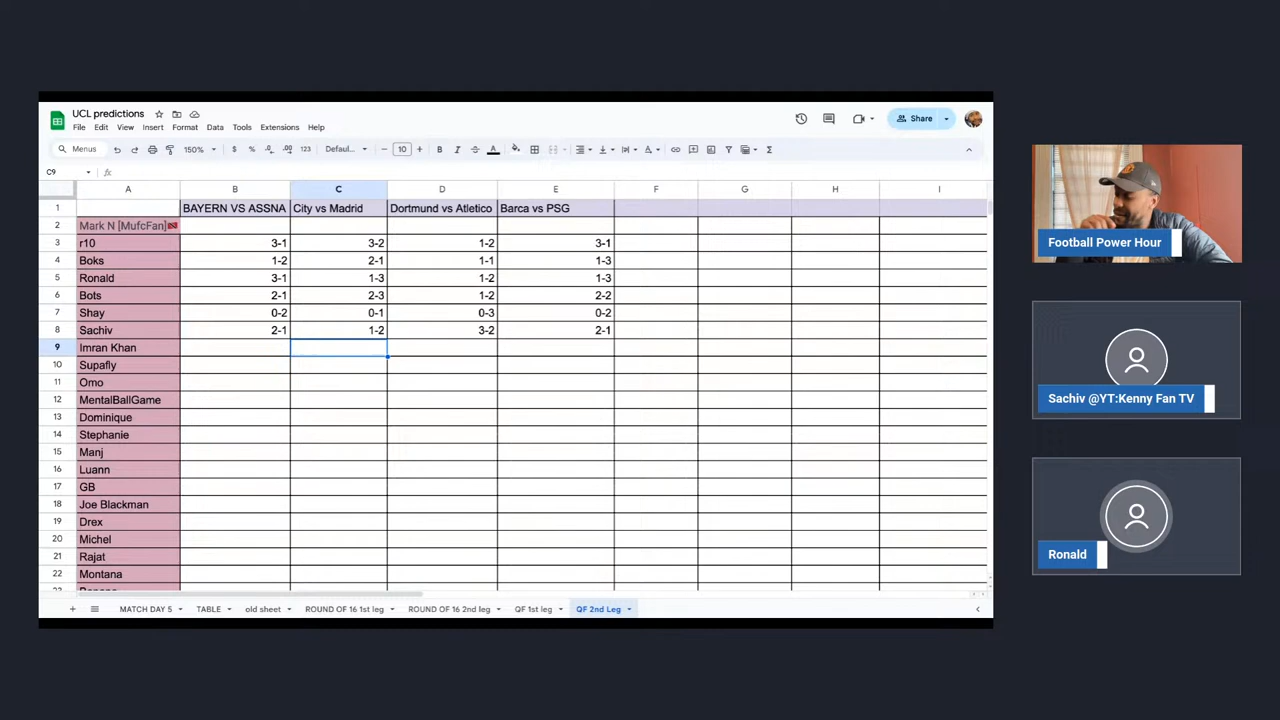 UCL predictions
File Edit View Insert Format Data Tools Extensions Help
Share
Menus 150% $ % .0 .00 123 Defaul... 10 B I A
C9 fx
A B C D E F G H I
1 BAYERN VS ASSNA City vs Madrid Dortmund vs Atletico Barca vs PSG
2 Mark N [MufcFan]
3 r10 3-1 3-2 1-2 3-1
4 Boks 1-2 2-1 1-1 1-3
5 Ronald 3-1 1-3 1-2 1-3
6 Bots 2-1 2-3 1-2 2-2
7 Shay 0-2 0-1 0-3 0-2
8 Sachiv 2-1 1-2 3-2 2-1
9 Imran Khan
10 Supafly
11 Omo
12 MentalBallGame
13 Dominique
14 Stephanie
15 Manj
16 Luann
17 GB
18 Joe Blackman
19 Drex
20 Michel
21 Rajat
22 Montana
MATCH DAY 5 TABLE old sheet ROUND OF 16 1st leg ROUND OF 16 2nd leg QF 1st leg QF 2nd Leg
Football Power Hour
Sachiv @YT:Kenny Fan TV
Ronald